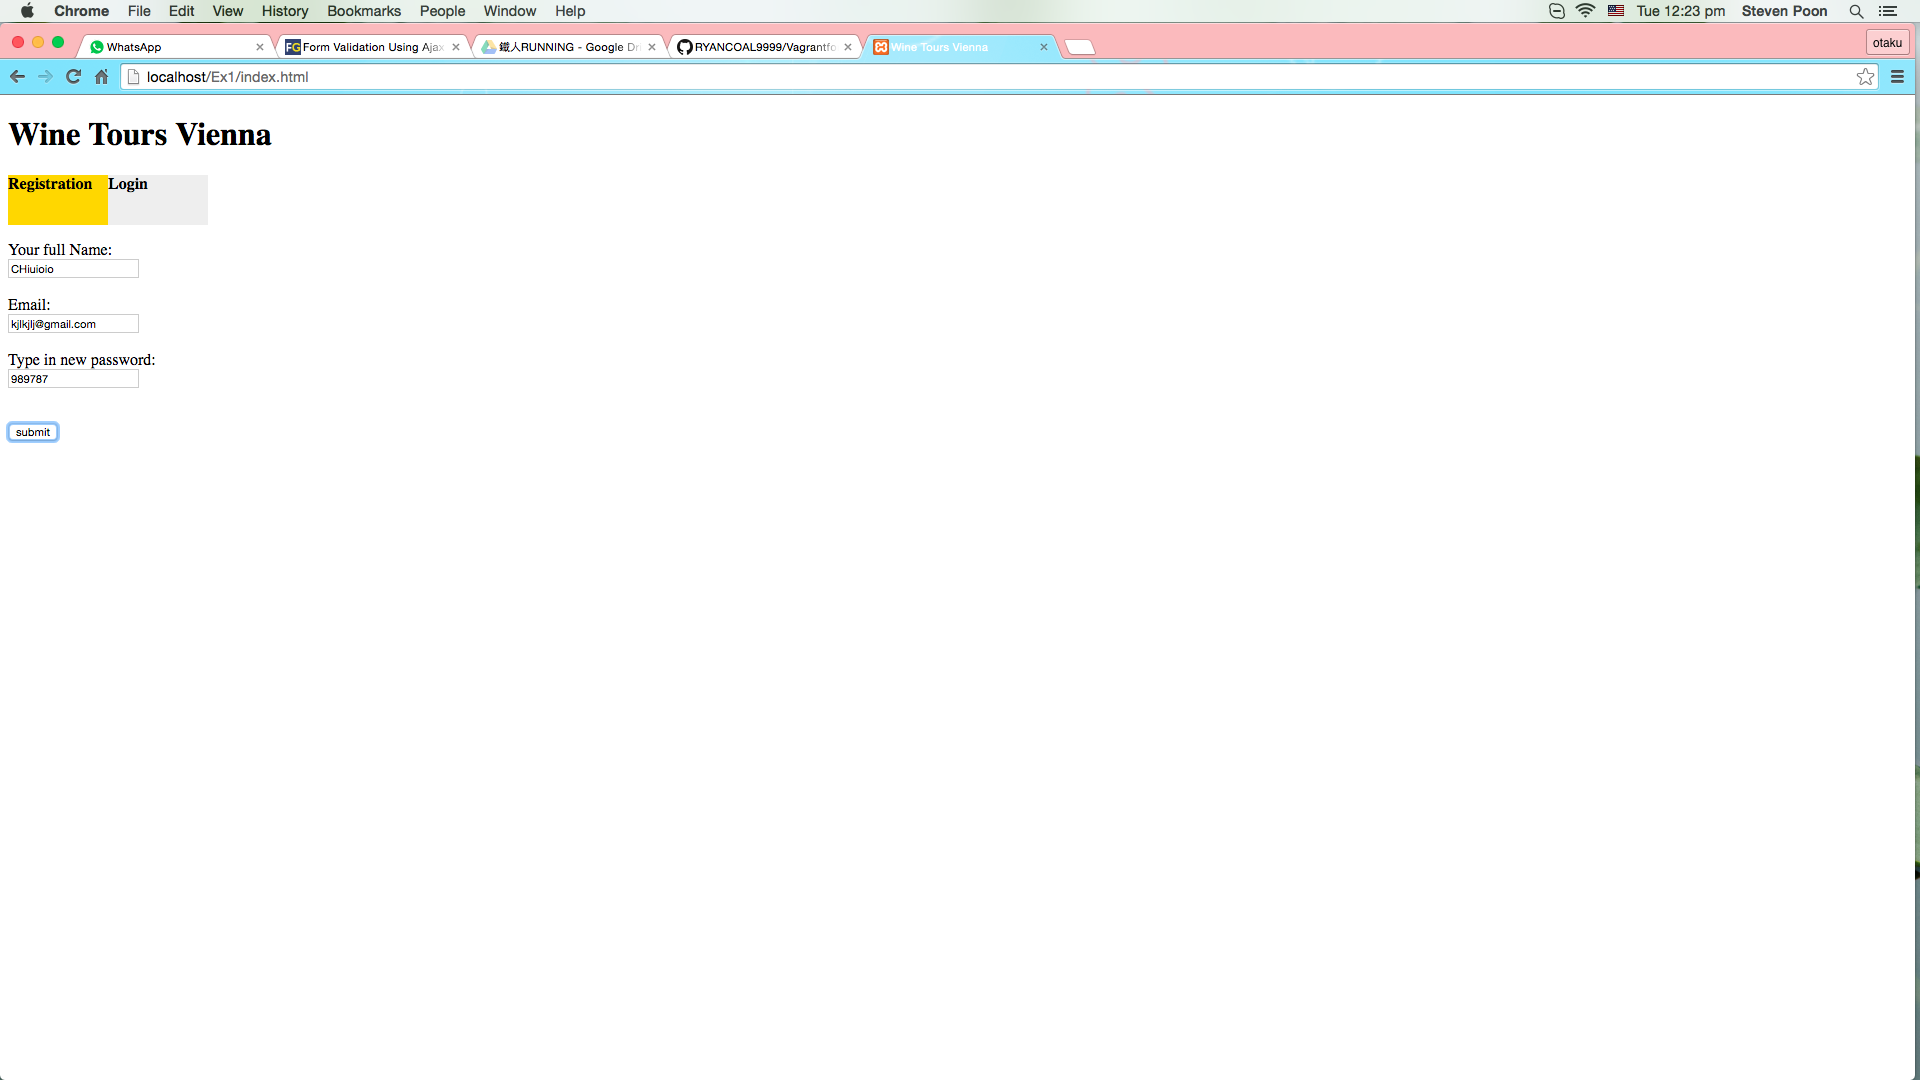 Chrome File Edit View History Bookmarks People Window Help Tue 12:23 pm Steven Poon
WhatsApp
FG Form Validation Using Ajax
鐵人RUNNING - Google Dri
RYANCOAL9999/Vagrantfo
Wine Tours Vienna
otaku
localhost/Ex1/index.html
Wine Tours Vienna
Registration Login
Your full Name:
CHiuioio
Email:
kjlkjlj@gmail.com
Type in new password:
989787
submit